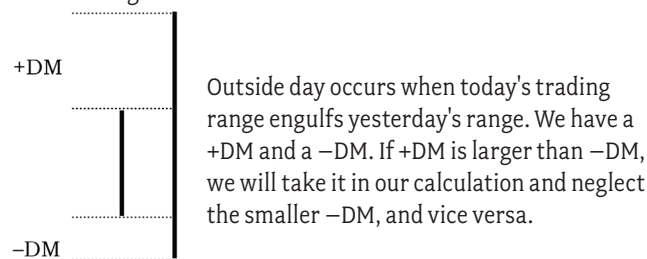 +DM
Outside day occurs when today's trading
range engulfs yesterday's range. We have a
+DM and a –DM. If +DM is larger than –DM,
we will take it in our calculation and neglect
the smaller –DM, and vice versa.
–DM